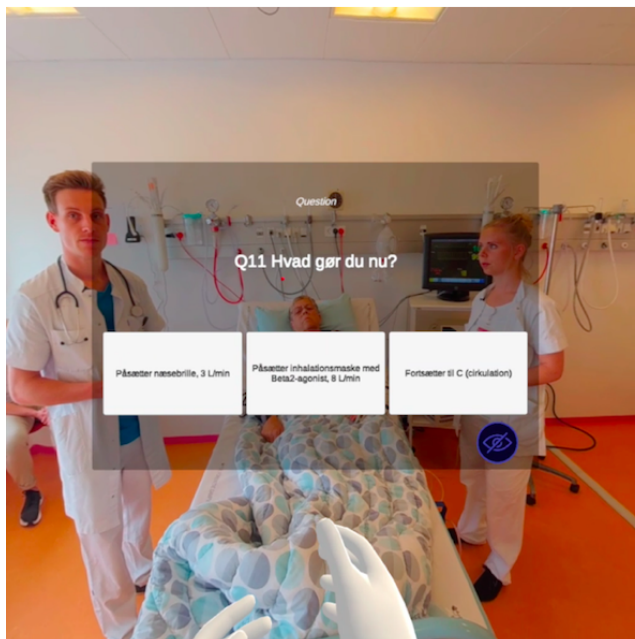 Question
Q11 Hvad gør du nu?
Påsætter næsebrille, 3 L/min
Påsætter inhalationsmaske med
Beta2-agonist, 8 L/min
Fortsætter til C (cirkulation)